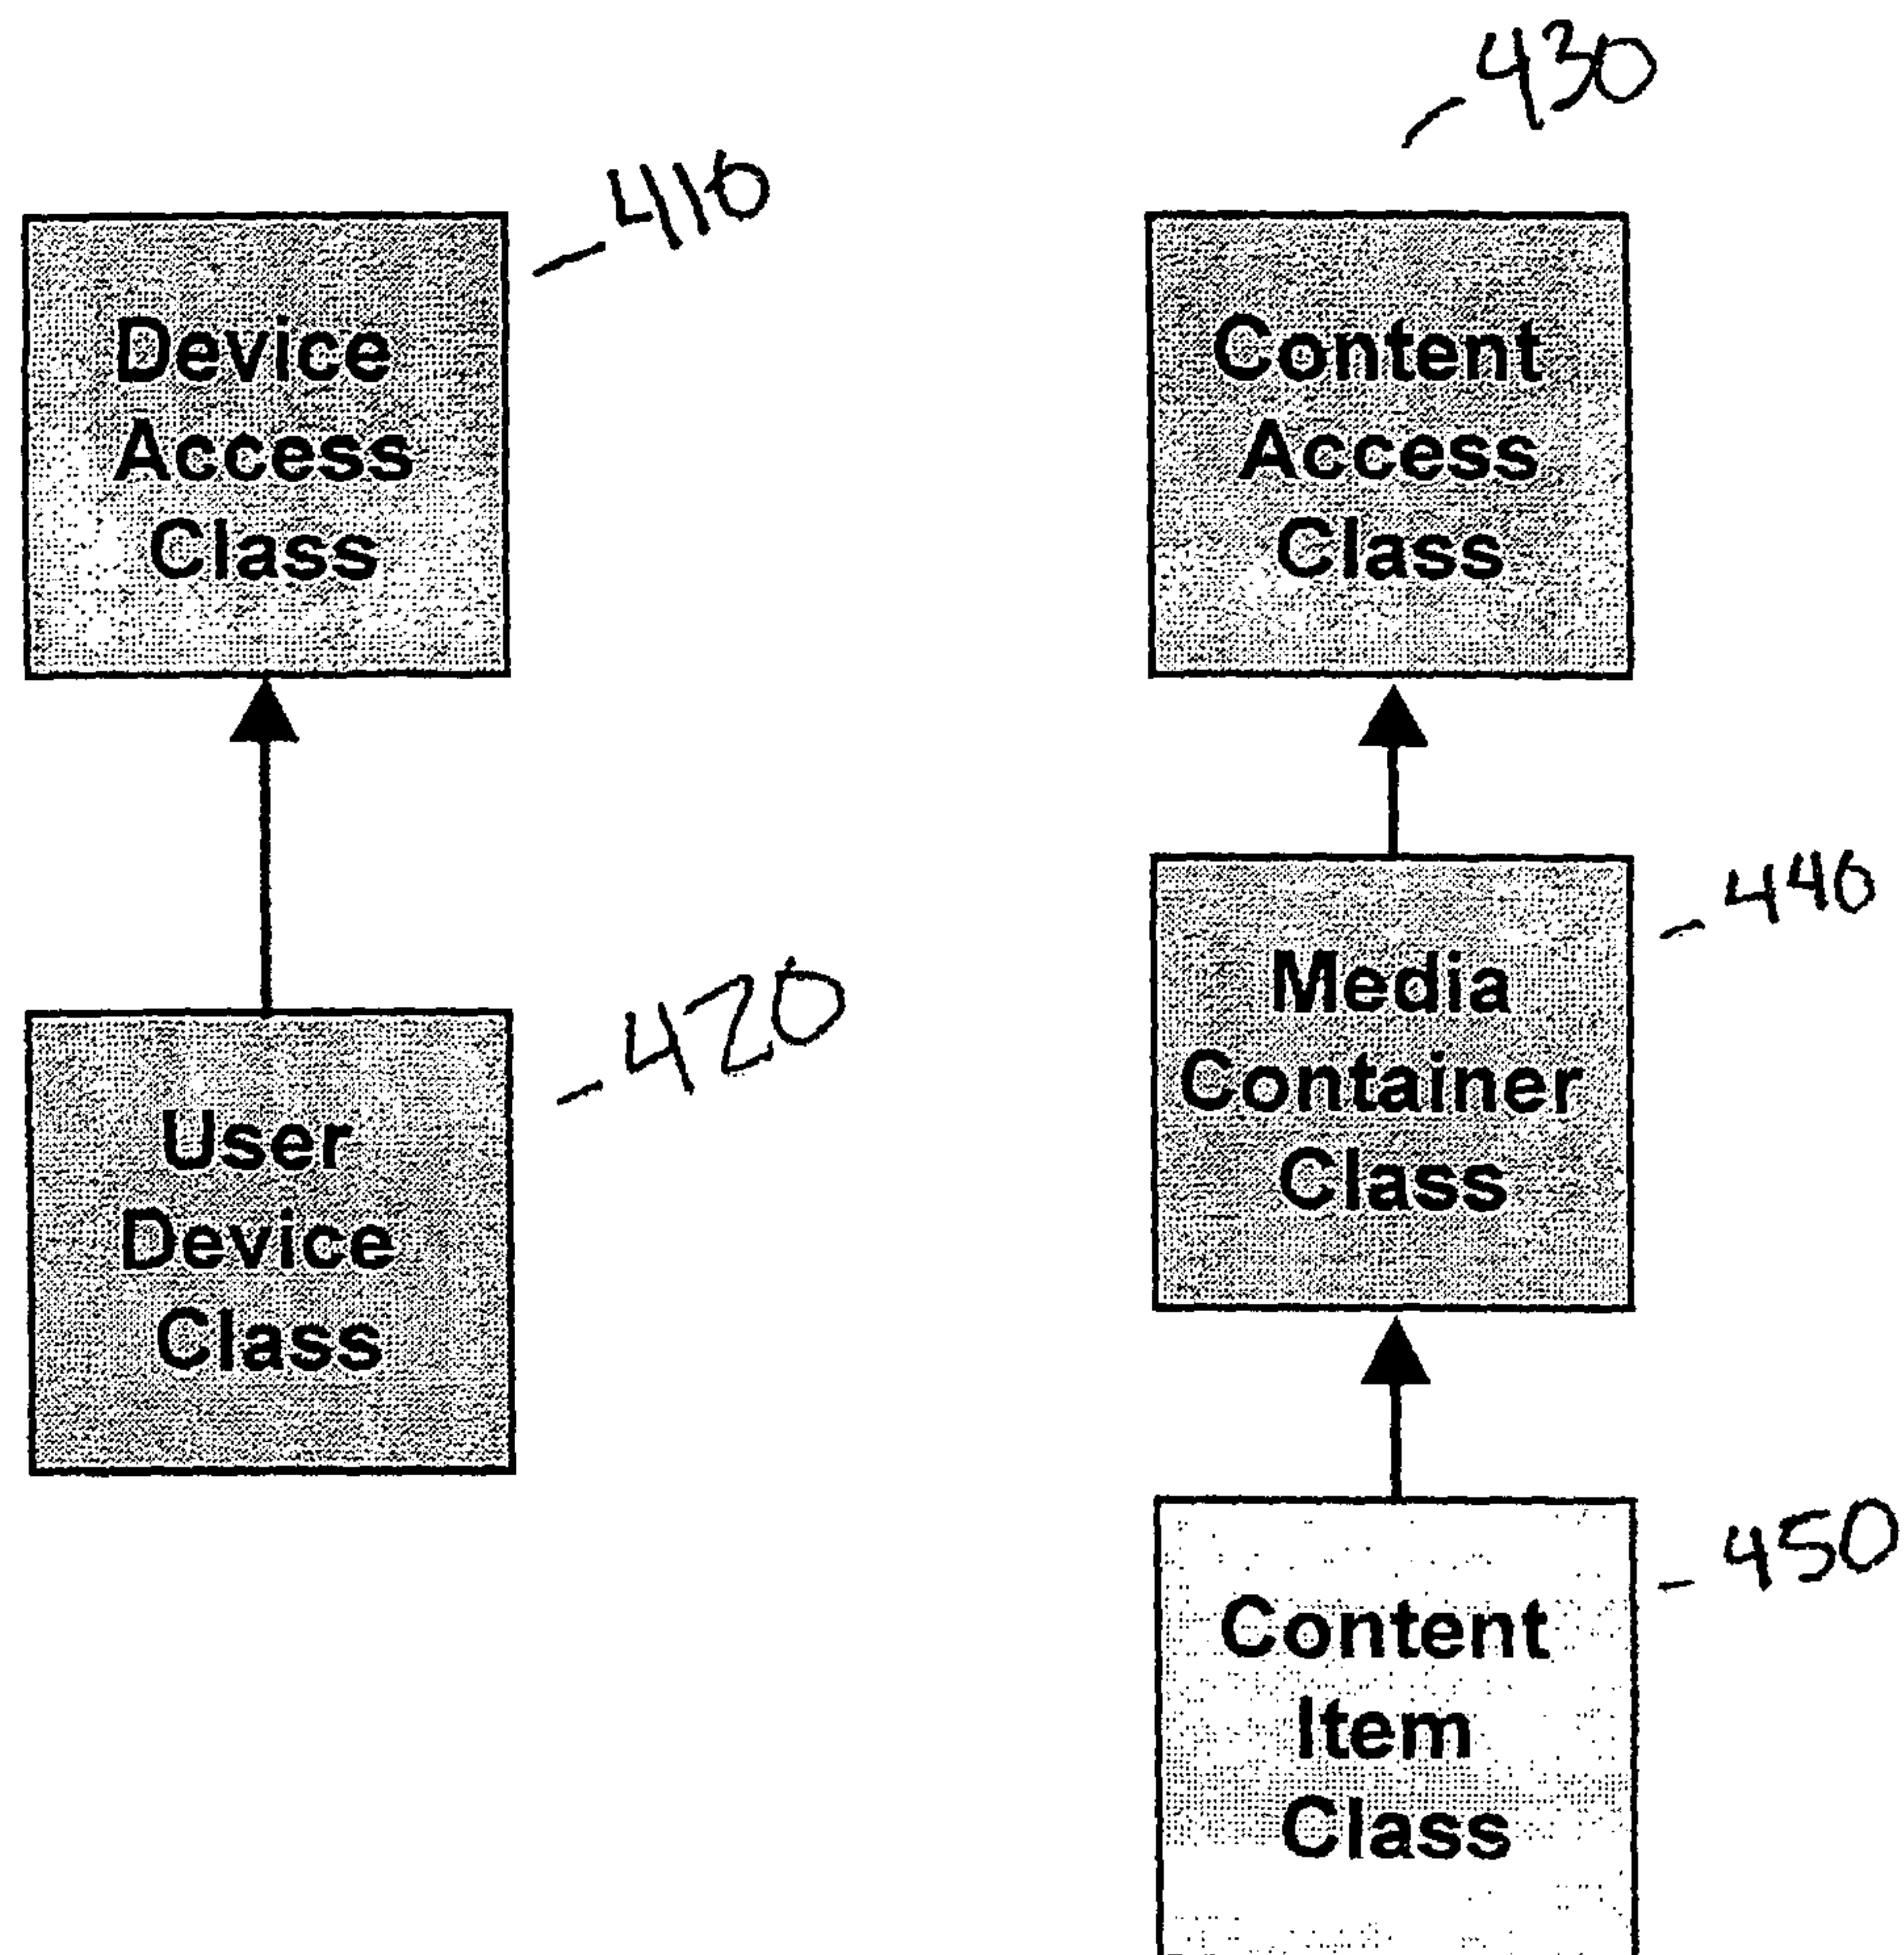 410
Device
Access
Class
420
User
Device
Class
430
Content
Access
Class
440
Media
Container
Class
450
Content
Item
Class